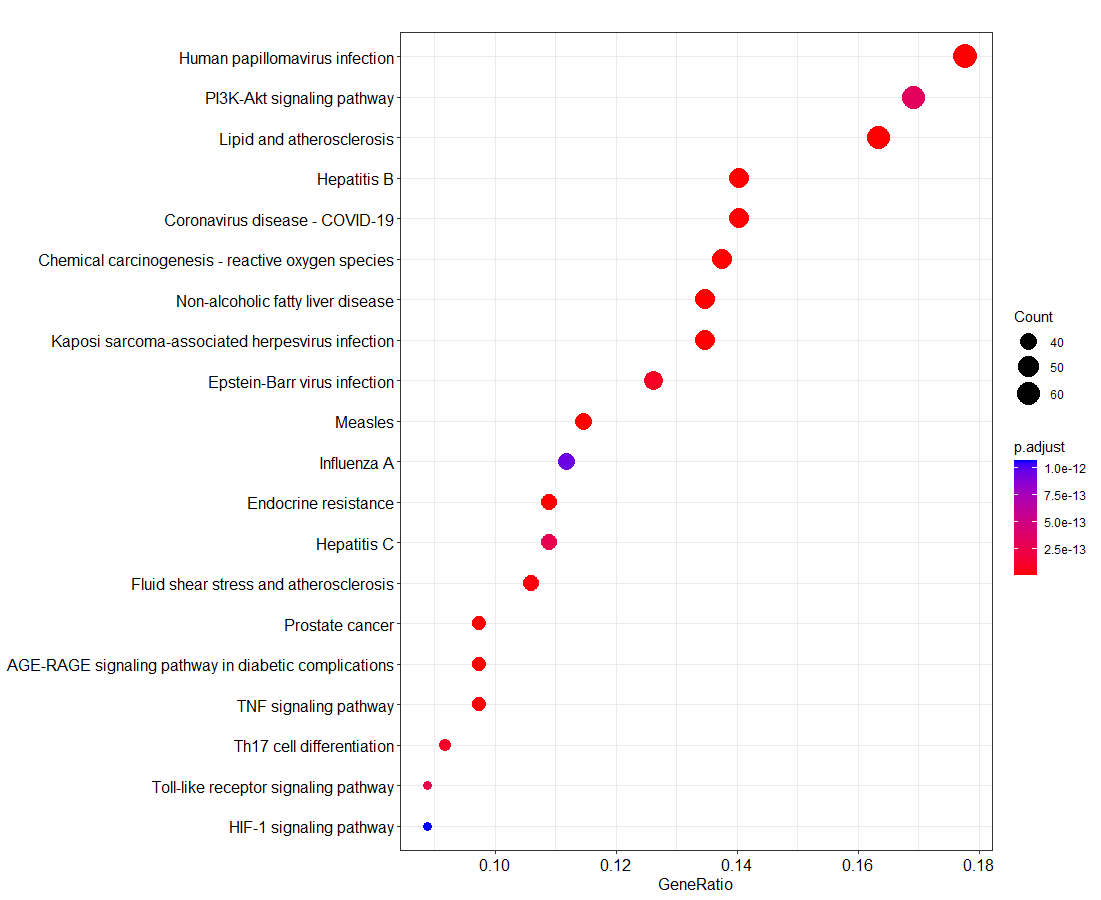 Human papillomavirus infection
PI3K-Akt signaling pathway
Lipid and atherosclerosis
Hepatitis B
Coronavirus disease - COVID-19
Chemical carcinogenesis - reactive oxygen species
Non-alcoholic fatty liver disease
Kaposi sarcoma-associated herpesvirus infection
Epstein-Barr virus infection
Measles
Influenza A
Endocrine resistance
Hepatitis C
Fluid shear stress and atherosclerosis
Prostate cancer
AGE-RAGE signaling pathway in diabetic complications
TNF signaling pathway
Th17 cell differentiation
Toll-like receptor signaling pathway
HIF-1 signaling pathway
0.10 0.12 0.14 0.16 0.18
GeneRatio
Count
40
50
60
p.adjust
1.0e-12
7.5e-13
5.0e-13
2.5e-13